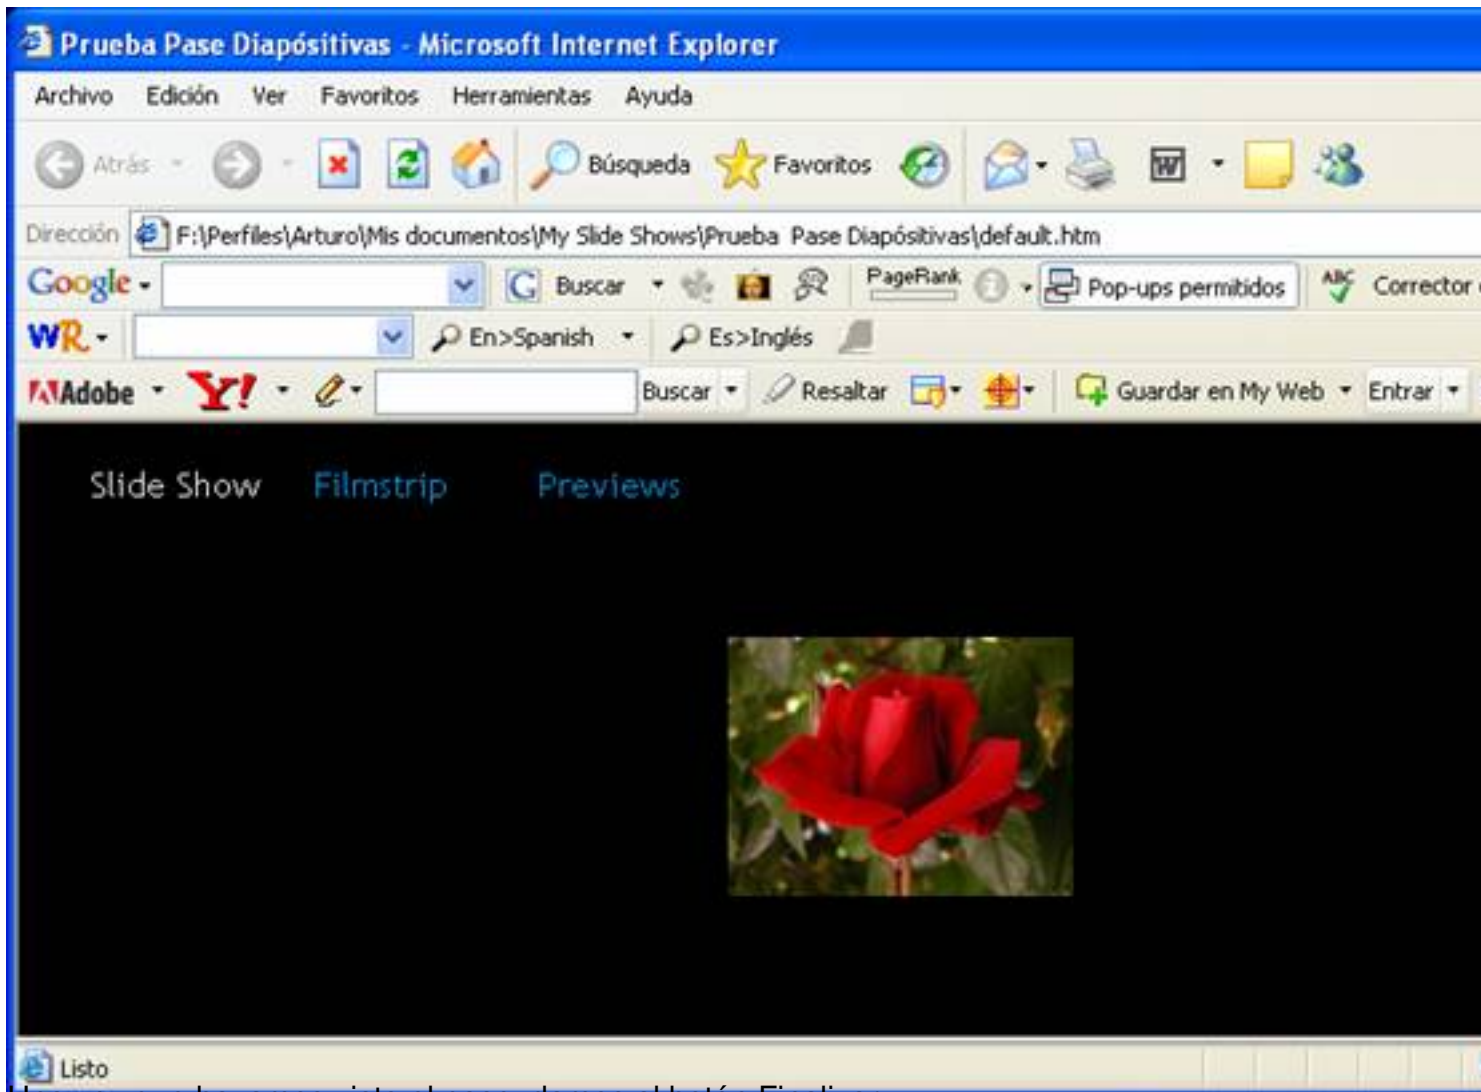 Prueba Pase Diapósitivas - Microsoft Internet Explorer
Archivo Edición Ver Favoritos Herramientas Ayuda
Atrás Búsqueda Favoritos
Dirección F:\Perfiles\Arturo\Mis documentos\My Slide Shows\Prueba Pase Diapósitivas\default.htm
Google Buscar PageRank Pop-ups permitidos ABC Corrector
WR En>Spanish Es>Inglés
Adobe Y! Buscar Resaltar Guardar en My Web Entrar
Slide Show Filmstrip Previews
Listo